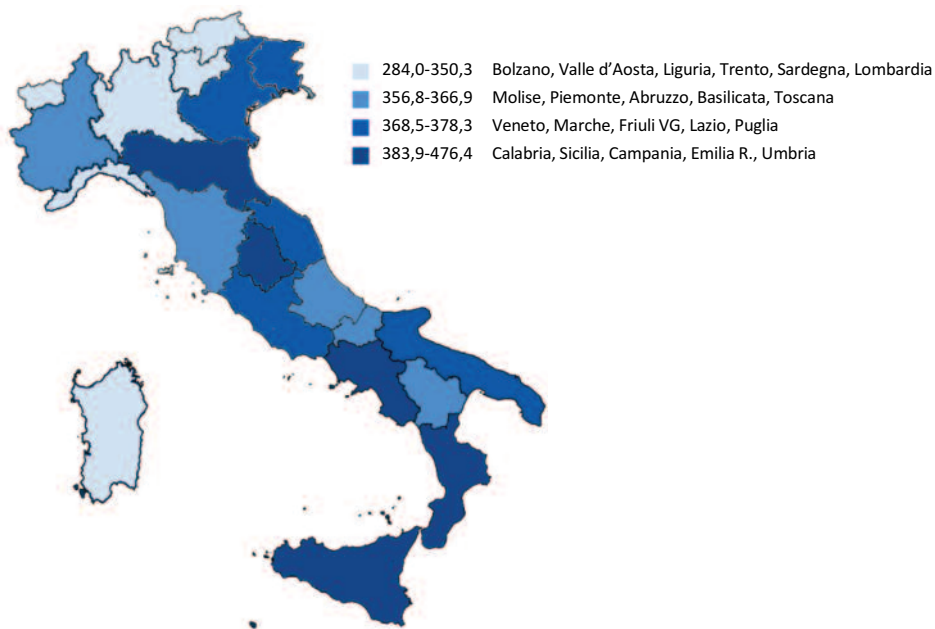 284,0-350,3 Bolzano, Valle d’Aosta, Liguria, Trento, Sardegna, Lombardia
356,8-366,9 Molise, Piemonte, Abruzzo, Basilicata, Toscana
368,5-378,3 Veneto, Marche, Friuli VG, Lazio, Puglia
383,9-476,4 Calabria, Sicilia, Campania, Emilia R., Umbria